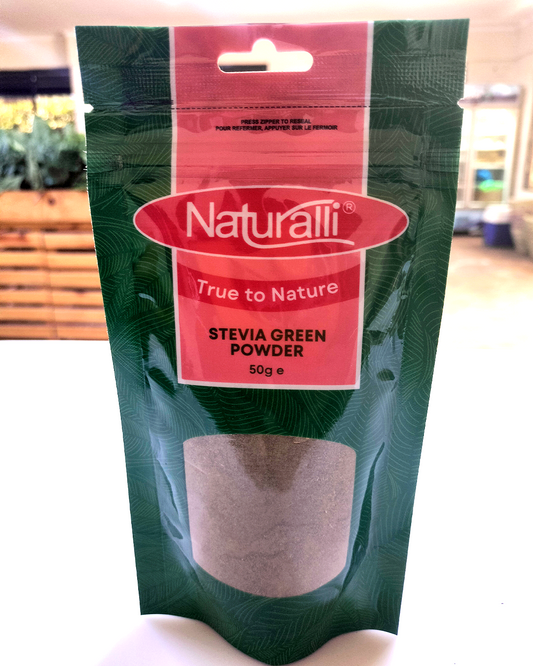 PRESS ZIPPER TO RESEAL
POUR REFERMER, APPUYER SUR LE FERMOIR
Naturalli®
True to Nature
STEVIA GREEN
POWDER
50g e